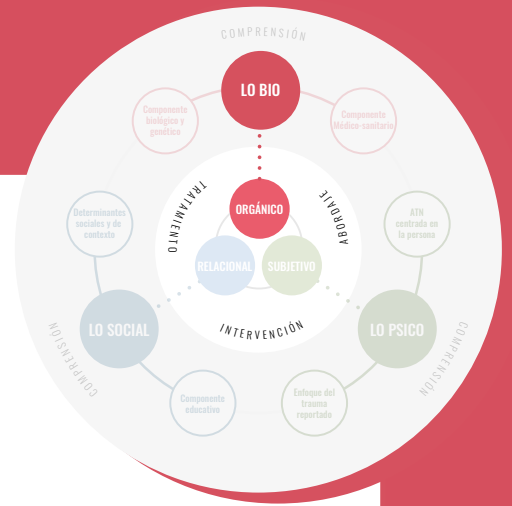 COMPRENSIÓN
LO BIO
Componente
biológico y
genético
Componente
Médico-sanitario
TRATAMIENTO
ABORDAJE
ORGÁNICO
Determinantes
sociales y de
contexto
ATN
centrada en
la persona
RELACIONAL
SUBJETIVO
INTERVENCIÓN
LO SOCIAL
LO PSICO
COMPRENSIÓN
COMPRENSIÓN
Componente
educativo
Enfoque del
trauma
reportado